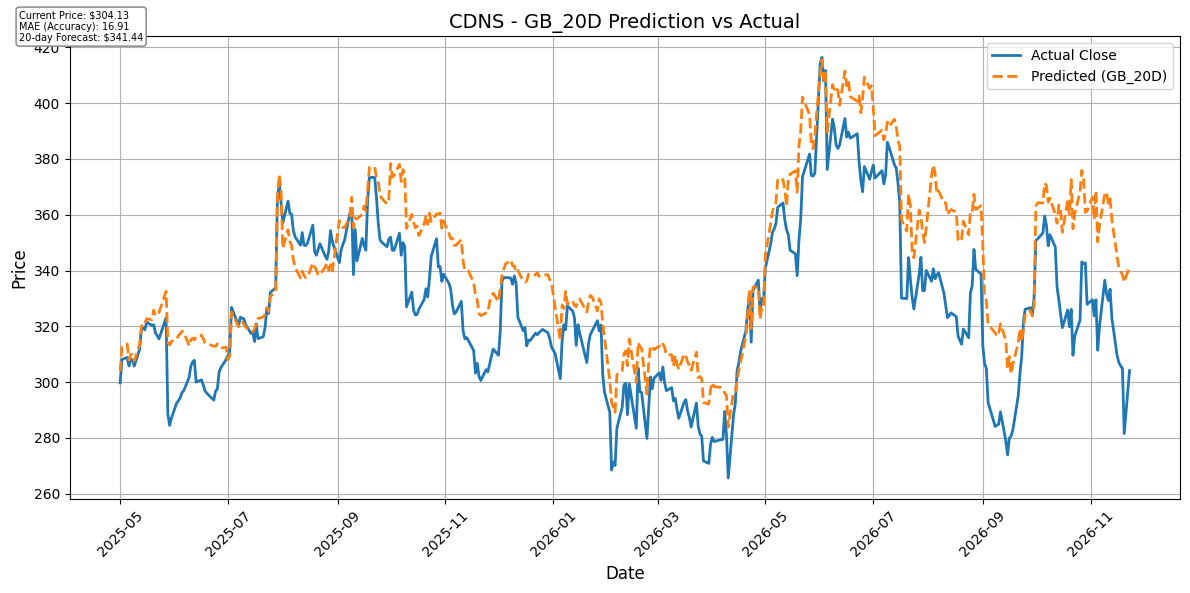 CDNS - GB_20D Prediction vs Actual
Current Price: $304.13
MAE (Accuracy): 16.91
20-day Forecast: $341.44
Actual Close
Predicted (GB_20D)
Price
420
400
380
360
340
320
300
280
260
2025-05
2025-07
2025-09
2025-11
2026-01
2026-03
2026-05
2026-07
2026-09
2026-11
Date